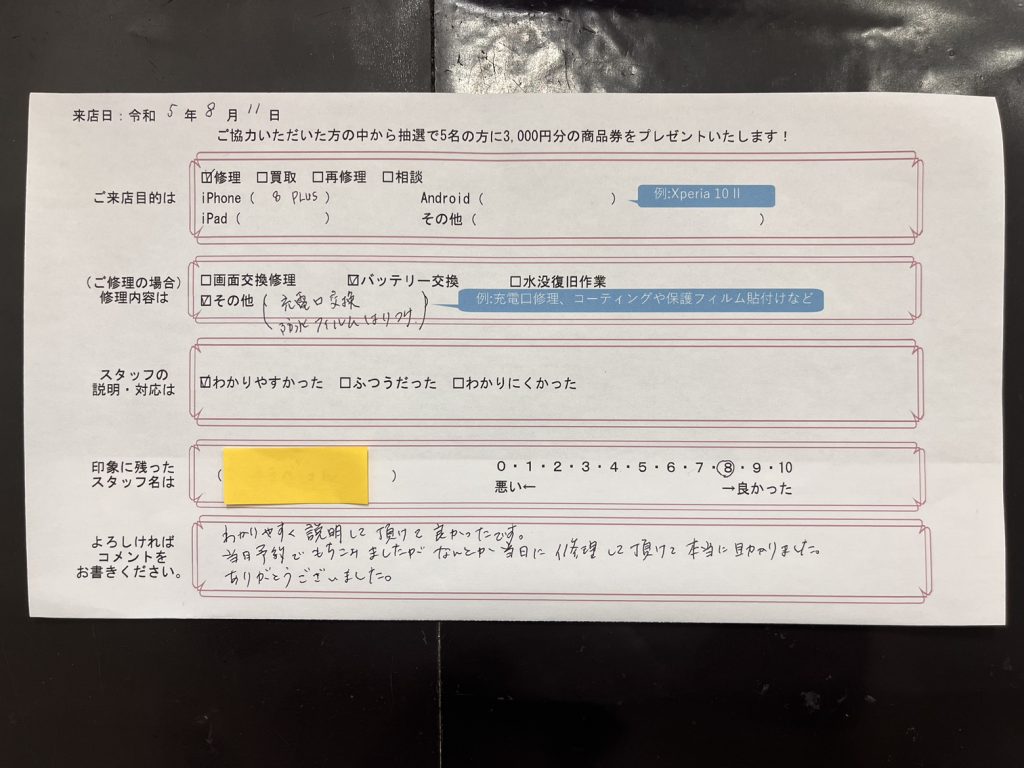 来店日：令和 5 年 8 月 11 日
ご協力いただいた方の中から抽選で5名の方に3,000円分の商品券をプレゼントいたします！
ご来店目的は
☑修理 □買取 □再修理 □相談
iPhone（ 8 PLUS ） Android（ ） 例:Xperia 10 II
iPad（ ） その他（ ）
（ご修理の場合）
修理内容は
□画面交換修理 ☑バッテリー交換 □水没復旧作業
☑その他（充電口交換
防水フィルムはりつけ） 例:充電口修理、コーティングや保護フィルム貼付けなど
スタッフの
説明・対応は
☑わかりやすかった □ふつうだった □わかりにくかった
印象に残った
スタッフ名は
（ ） 0・1・2・3・4・5・6・7・8・9・10
悪い← →良かった
よろしければ
コメントを
お書きください。
わかりやすく説明して頂けて良かったです。
当日予約でもちこみましたがなんとか当日に修理して頂けて本当に助かりました。
ありがとうございました。